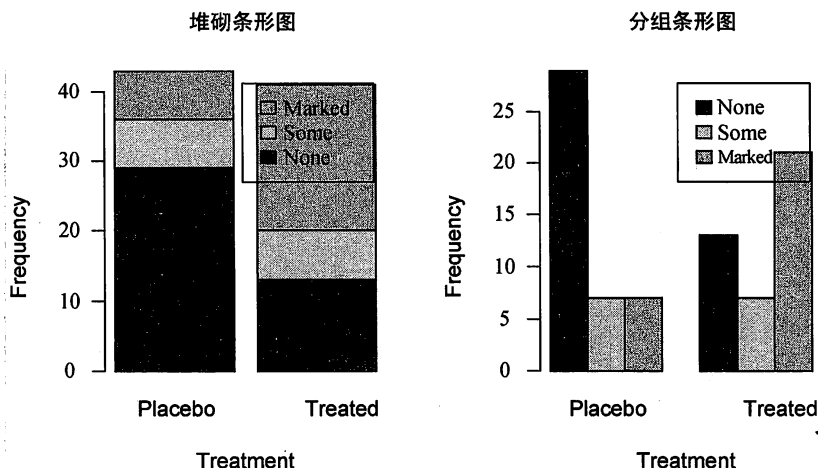 堆砌条形图
Frequency
40
30
20
10
0
Marked
Some
None
Placebo
Treated
Treatment
分组条形图
Frequency
25
20
15
10
5
0
None
Some
Marked
Placebo
Treated
Treatment